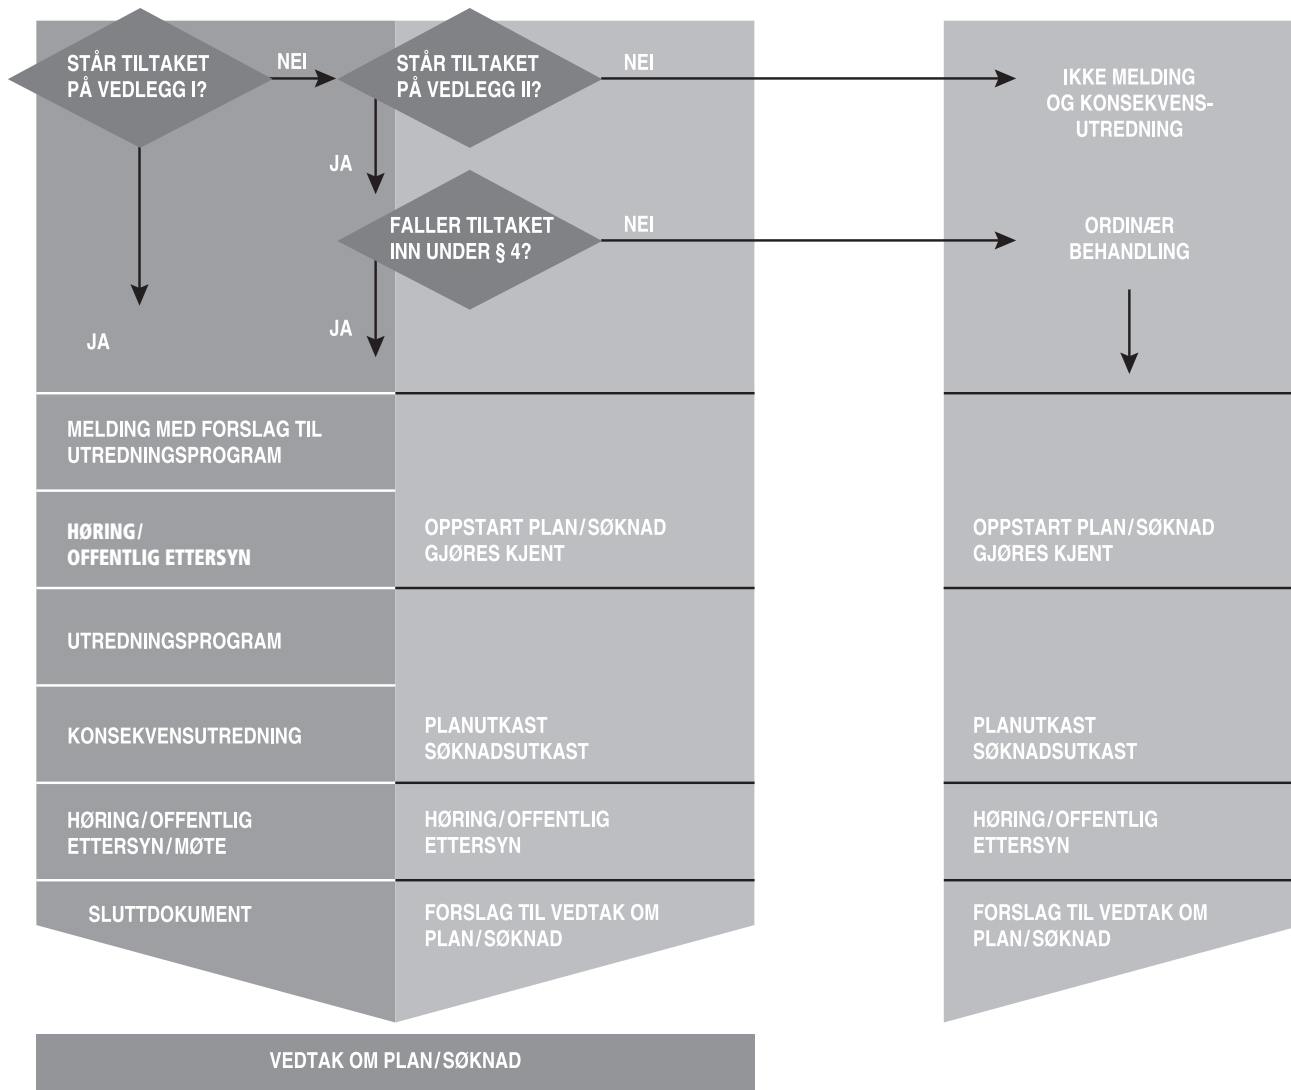 STÅR TILTAKET
PÅ VEDLEGG I?
NEI
STÅR TILTAKET
PÅ VEDLEGG II?
NEI
IKKE MELDING
OG KONSEKVENS-
UTREDNING
JA
FALLER TILTAKET
INN UNDER § 4?
NEI
ORDINÆR
BEHANDLING
JA
JA
MELDING MED FORSLAG TIL
UTREDNINGSPROGRAM
HØRING/
OFFENTLIG ETTERSYN
OPPSTART PLAN/SØKNAD
GJØRES KJENT
OPPSTART PLAN/SØKNAD
GJØRES KJENT
UTREDNINGSPROGRAM
KONSEKVENSUTREDNING
PLANUTKAST
SØKNADSUTKAST
PLANUTKAST
SØKNADSUTKAST
HØRING/OFFENTLIG
ETTERSYN/MØTE
HØRING/OFFENTLIG
ETTERSYN
HØRING/OFFENTLIG
ETTERSYN
SLUTTDOKUMENT
FORSLAG TIL VEDTAK OM
PLAN/SØKNAD
FORSLAG TIL VEDTAK OM
PLAN/SØKNAD
VEDTAK OM PLAN/SØKNAD